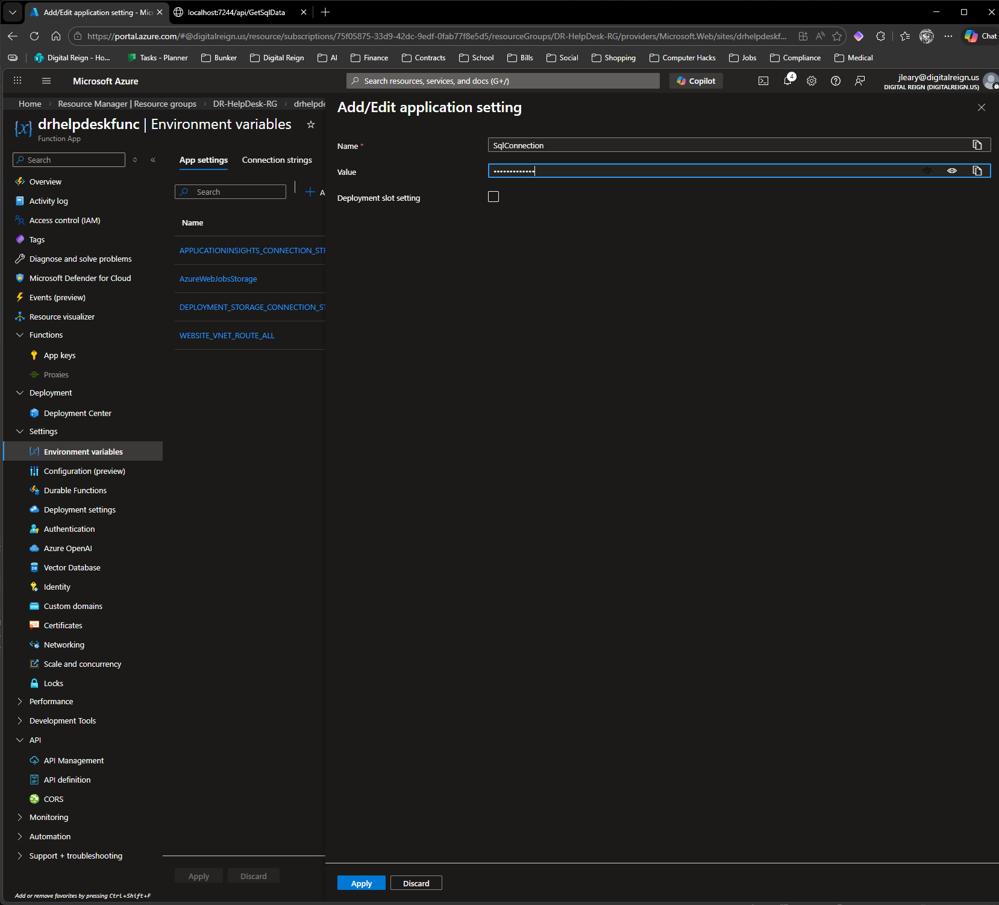 Add/Edit application setting - Mic
localhost:7244/api/GetSqlData
https://portal.azure.com/#@digitalreign.us/resource/subscriptions/75f05875-33d9-42dc-9edf-0fab77f8e5d5/resourceGroups/DR-HelpDesk-RG/providers/Microsoft.Web/sites/drhelpdeskf...
Chat
Digital Reign - Ho...
Tasks - Planner
Bunker
Digital Reign
AI
Finance
Contracts
School
Bills
Social
Shopping
Computer Hacks
Jobs
Compliance
Medical
Microsoft Azure
Search resources, services, and docs (G+/)
Copilot
4
jleary@digitalreign.us
DIGITAL REIGN (DIGITALREIGN.US)
Home > Resource Manager | Resource groups > DR-HelpDesk-RG > drhelpde
drhelpdeskfunc | Environment variables
Function App
Search
Overview
Activity log
Access control (IAM)
Tags
Diagnose and solve problems
Microsoft Defender for Cloud
Events (preview)
Resource visualizer
Functions
App keys
Proxies
Deployment
Deployment Center
Settings
Environment variables
Configuration (preview)
Durable Functions
Deployment settings
Authentication
Azure OpenAI
Vector Database
Identity
Custom domains
Certificates
Networking
Scale and concurrency
Locks
Performance
Development Tools
API
API Management
API definition
CORS
Monitoring
Automation
Support + troubleshooting
Add or remove favorites by pressing Ctrl+Shift+F
App settings
Connection strings
Search
A
Name
APPLICATIONINSIGHTS_CONNECTION_STR
AzureWebJobsStorage
DEPLOYMENT_STORAGE_CONNECTION_ST
WEBSITE_VNET_ROUTE_ALL
Apply
Discard
Add/Edit application setting
Name *
SqlConnection
Value
•••••••••••••
Deployment slot setting
Apply
Discard